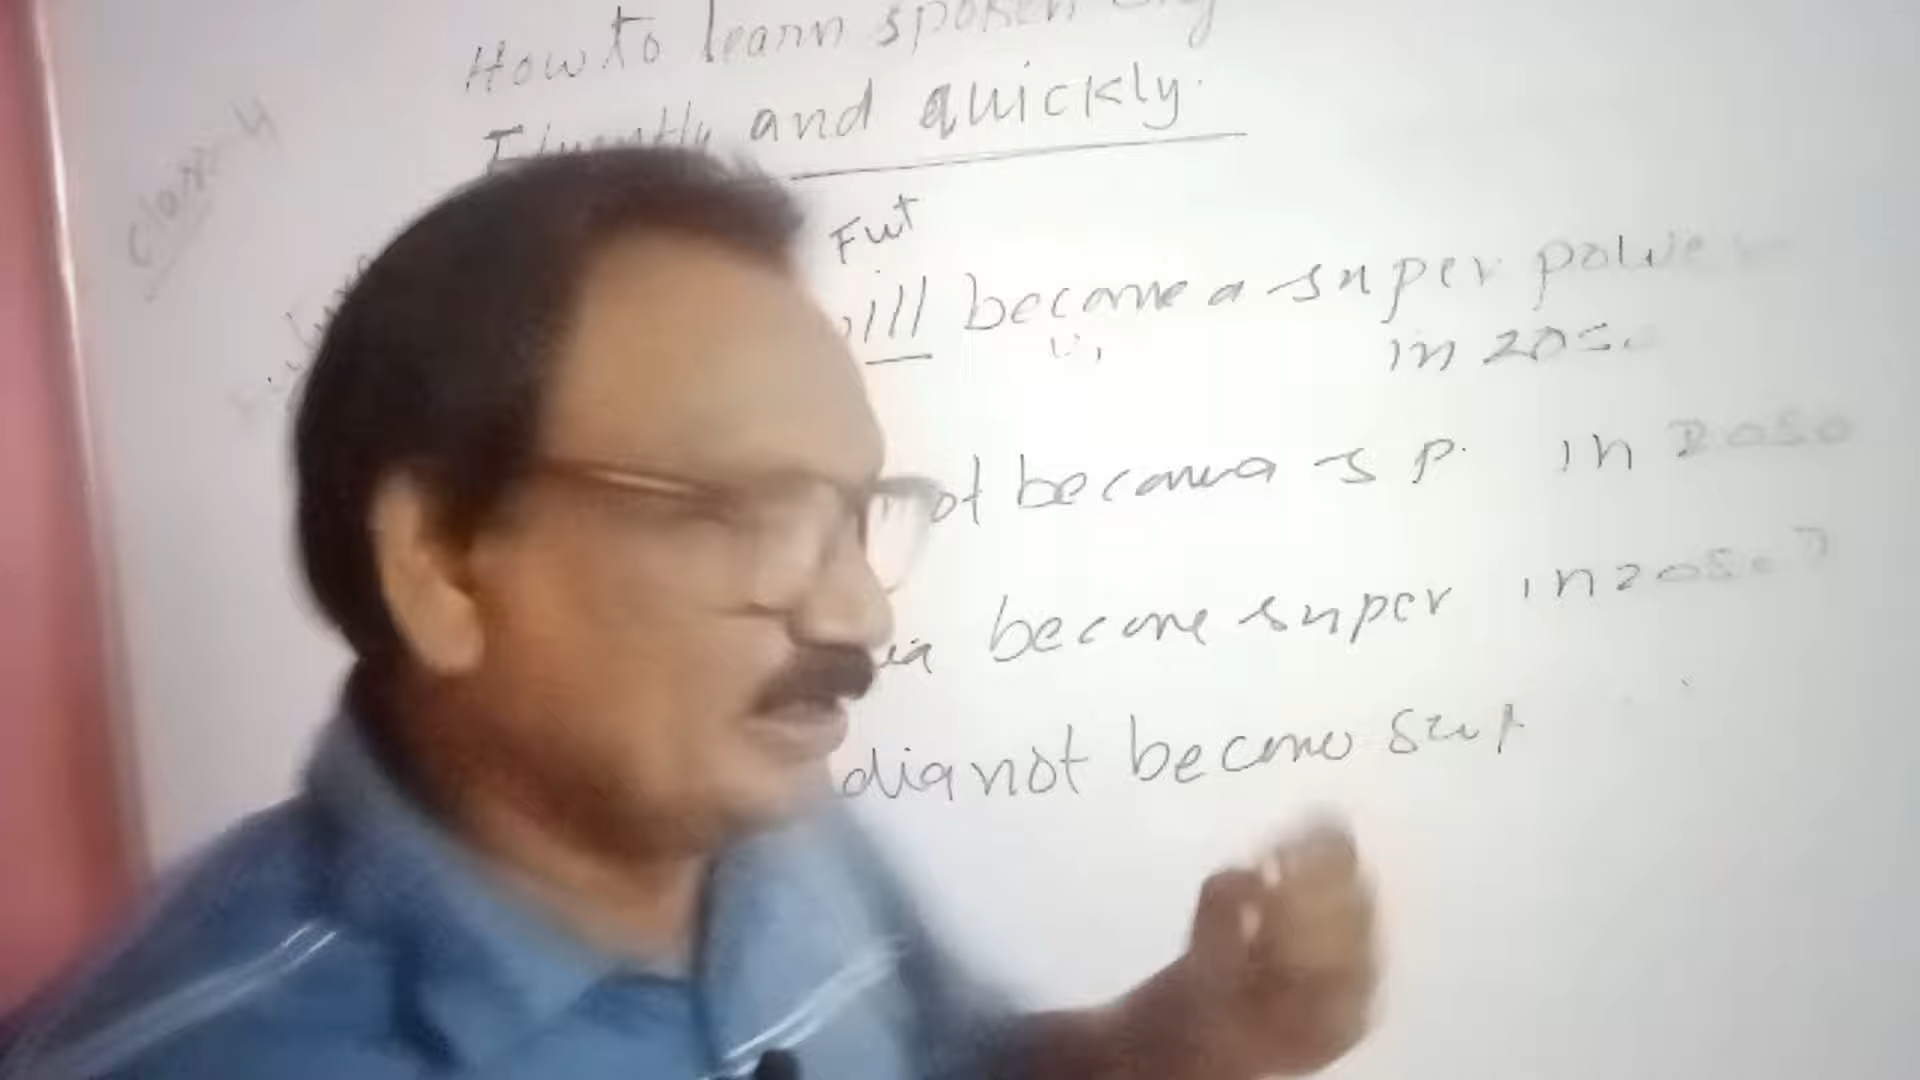 How to learn spoken
Fluently and quickly.
Class-4
Fut
will become a super power
V1
in 2050
not become a s p. in 2050
become super in 2050?
dia not become sup